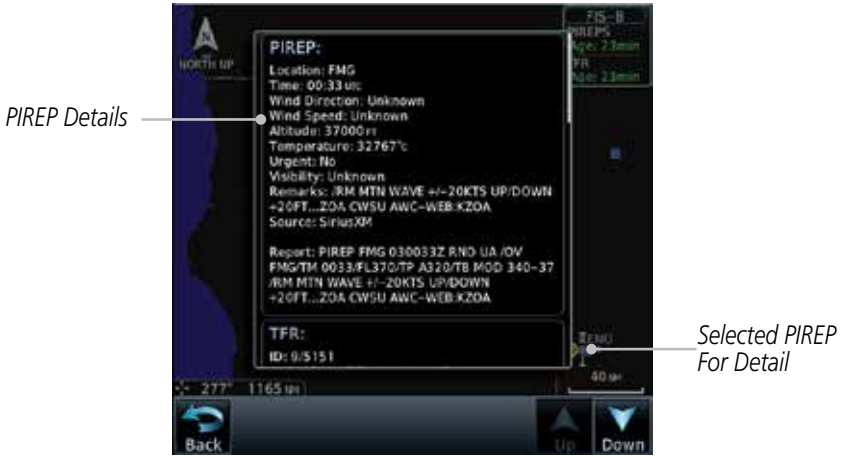 FIS-B
PIREPS
Age: 23min
TFR
Age: 23min
NORTH UP
PIREP:
Location: FMG
Time: 00:33 UTC
Wind Direction: Unknown
Wind Speed: Unknown
Altitude: 37000 FT
Temperature: 32767°C
Urgent: No
Visibility: Unknown
Remarks: /RM MTN WAVE +/-20KTS UP/DOWN
+20FT...ZOA CWSU AWC-WEB:KZOA
Source: SiriusXM
Report: PIREP FMG 030033Z RNO UA /OV
FMG/TM 0033/FL370/TP A320/TB MOD 340-37
/RM MTN WAVE +/-20KTS UP/DOWN
+20FT...ZOA CWSU AWC-WEB:KZOA
TFR:
ID: 9/5151
PIREP Details
Selected PIREP
For Detail
40 NM
277° 1165 NM
Back
Up
Down